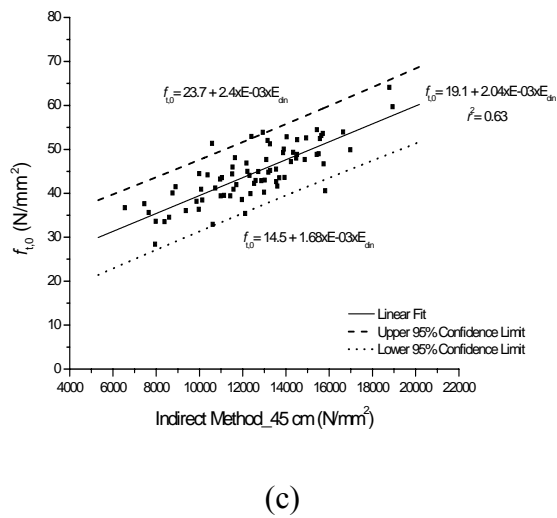 80
70
60
50
40
30
20
10
0
f_t,0 (N/mm²)
f_t,0 = 23.7 + 2.4xE-03xE_din
f_t,0 = 19.1 + 2.04xE-03xE_din
r² = 0.63
f_t,0 = 14.5 + 1.68xE-03xE_din
Linear Fit
Upper 95% Confidence Limit
Lower 95% Confidence Limit
4000 6000 8000 10000 12000 14000 16000 18000 20000 22000
Indirect Method_45 cm (N/mm²)
(c)